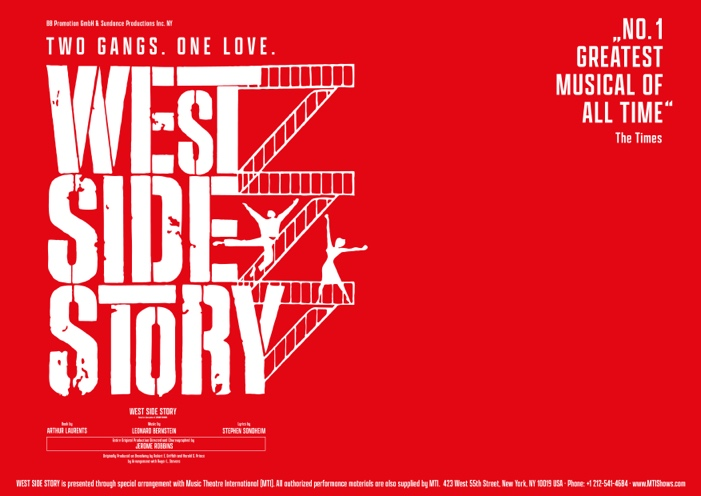 BB Promotion GmbH & Sundance Productions Inc. NY
TWO GANGS. ONE LOVE.
WEST
SIDE
STORY
„NO. 1
GREATEST
MUSICAL OF
ALL TIME“
The Times
WEST SIDE STORY
Book by
ARTHUR LAURENTS
Music by
LEONARD BERNSTEIN
Lyrics by
STEPHEN SONDHEIM
Entire Original Production Directed and Choreographed by
JEROME ROBBINS
Originally Produced on Broadway by Robert E. Griffith and Harold S. Prince
by Arrangement with Roger L. Stevens
WEST SIDE STORY is presented through special arrangement with Music Theatre International (MTI). All authorized performance materials are also supplied by MTI. 423 West 55th Street, New York, NY 10019 USA · Phone: +1 212-541-4684 · www.MTIShows.com